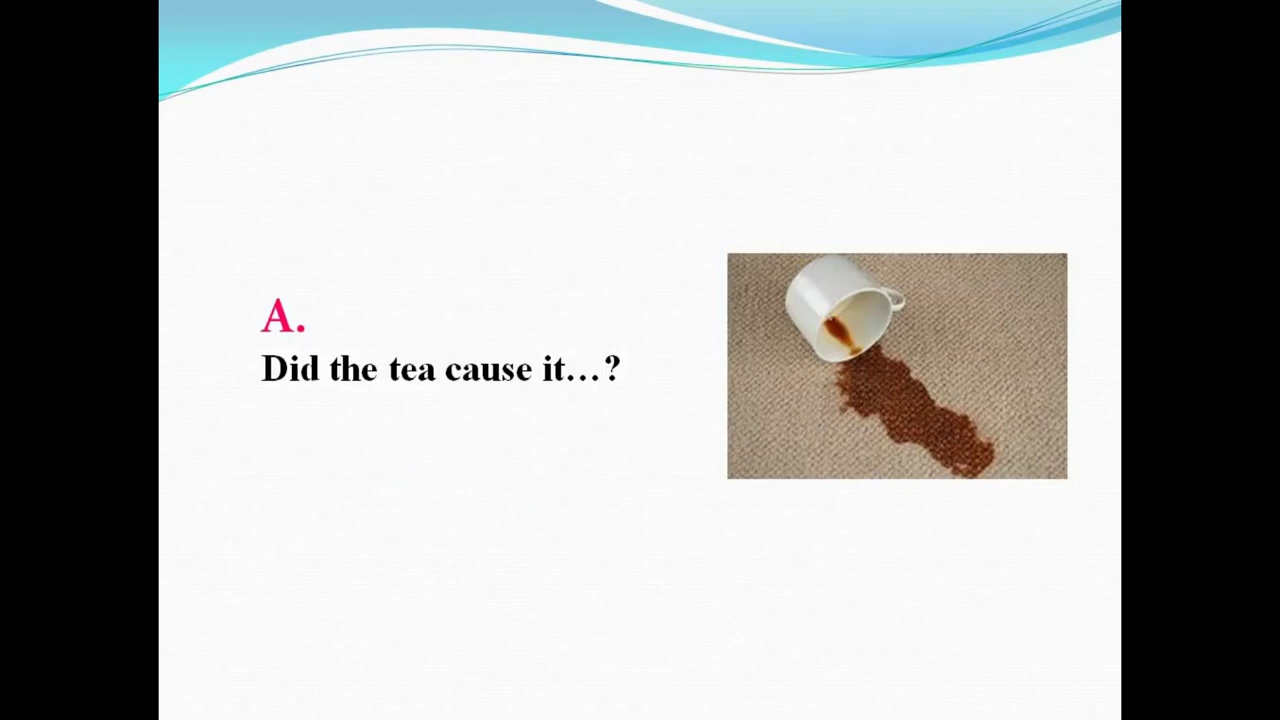 A.
Did the tea cause it…?